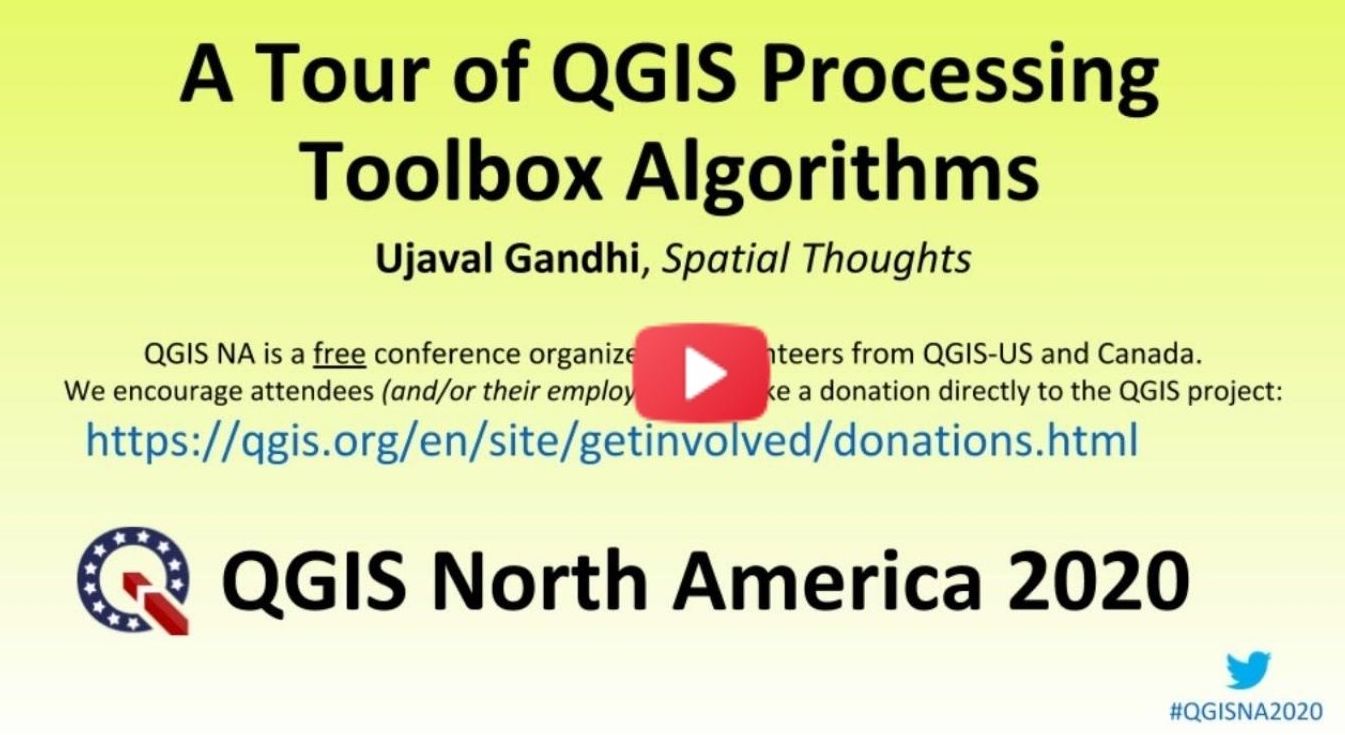 A Tour of QGIS Processing
Toolbox Algorithms
Ujaval Gandhi, Spatial Thoughts
QGIS NA is a free conference from QGIS-US and Canada.
We encourage attendees (and/or their a donation directly to the QGIS project:
https://qgis.org/en/site/getinvolved/donations.html
QGIS North America 2020
#QGISNA2020